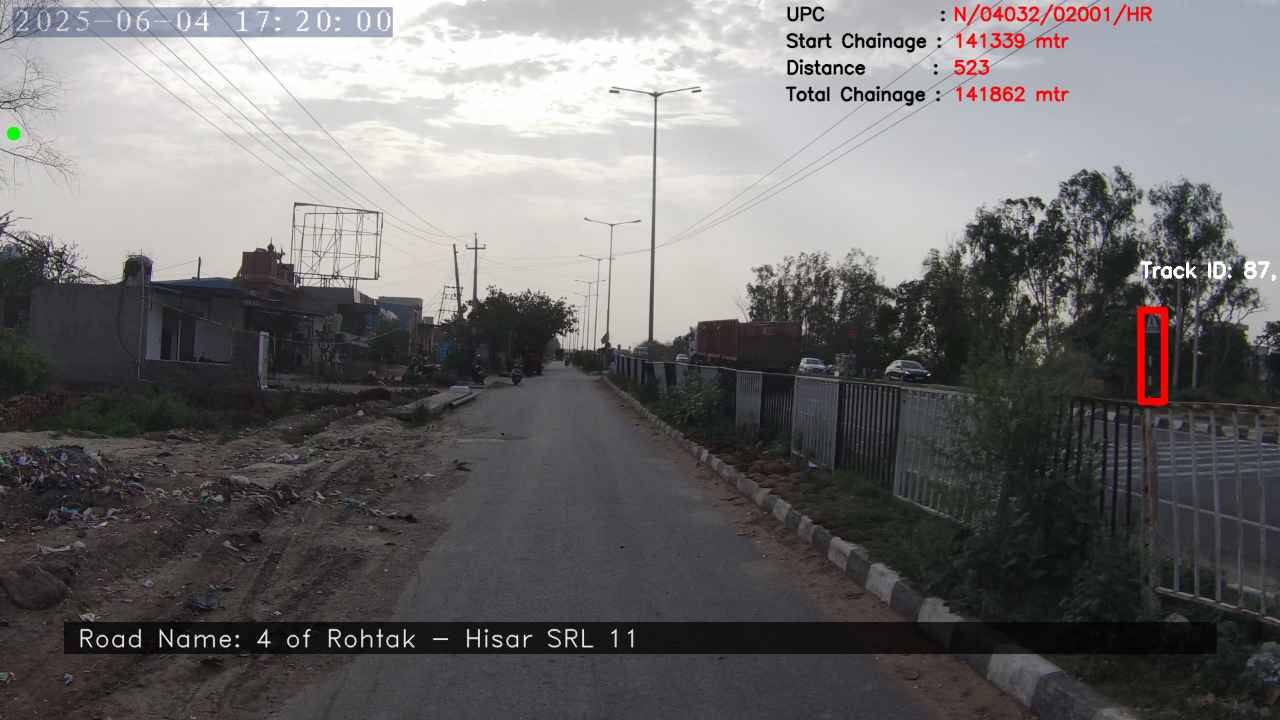 2025-06-04 17:20:00
UPC : N/04032/02001/HR
Start Chainage : 141339 mtr
Distance : 523
Total Chainage : 141862 mtr
Track ID: 87,
Road Name: 4 of Rohtak - Hisar SRL 11